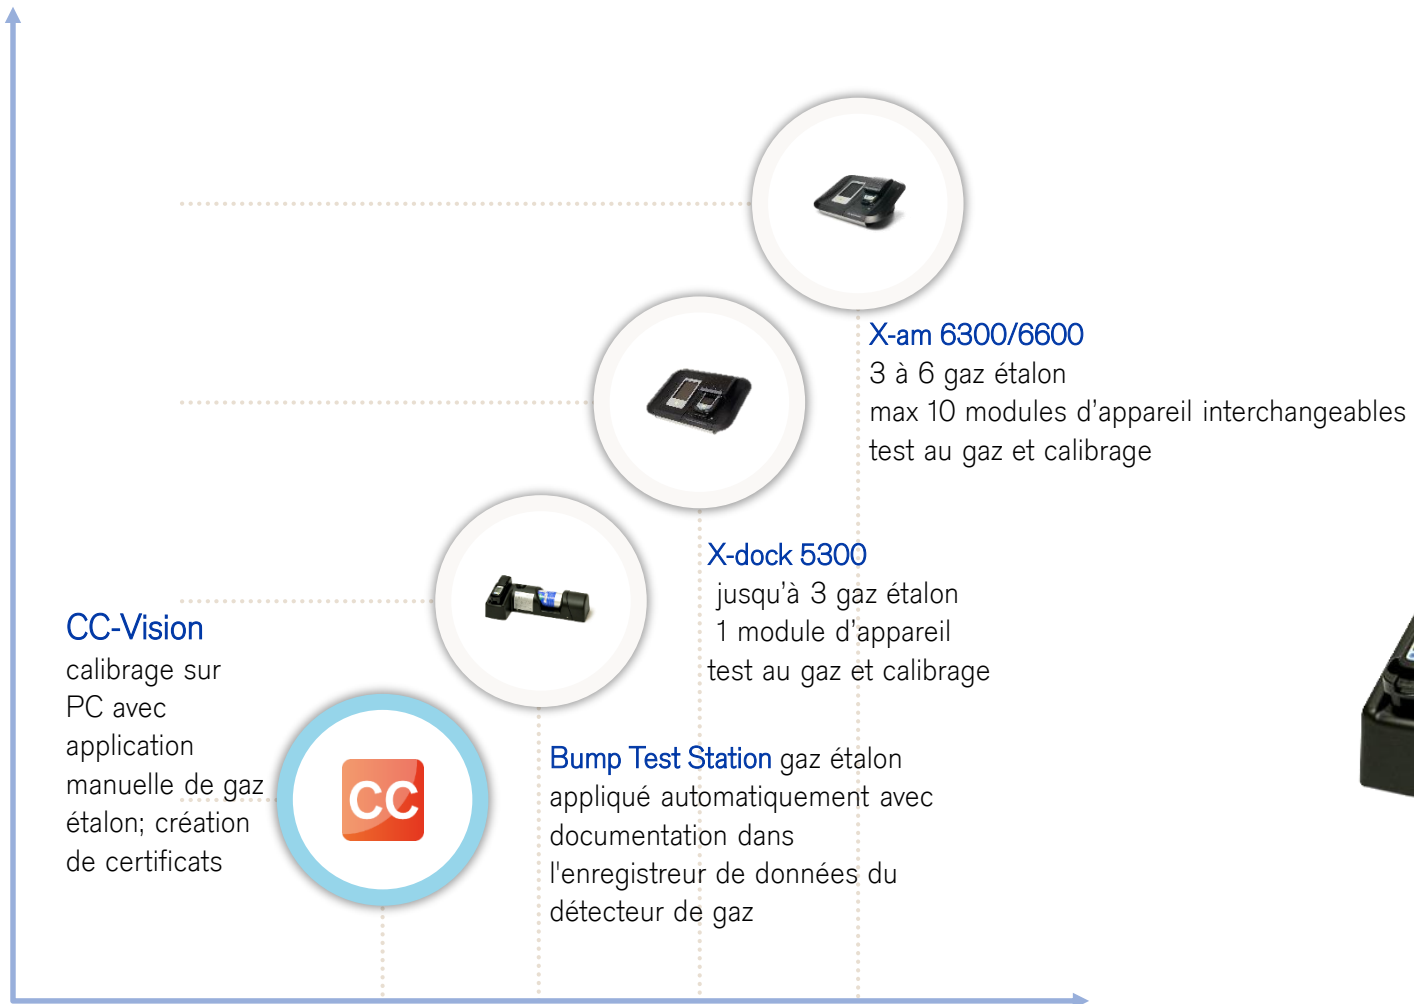 X-am 6300/6600
3 à 6 gaz étalon
max 10 modules d'appareil interchangeables
test au gaz et calibrage
X-dock 5300
jusqu'à 3 gaz étalon
1 module d'appareil
test au gaz et calibrage
CC-Vision
calibrage sur
PC avec
application
manuelle de gaz
étalon; création
de certificats
CC
Bump Test Station gaz étalon
appliqué automatiquement avec
documentation dans
l'enregistreur de données du
détecteur de gaz